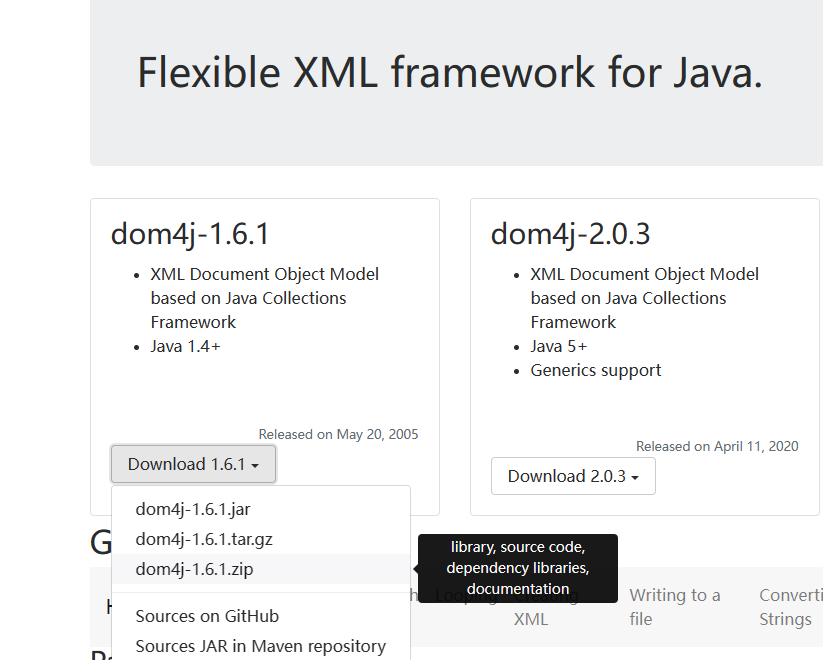 Flexible XML framework for Java.
dom4j-1.6.1
XML Document Object Model
based on Java Collections
Framework
Java 1.4+
Released on May 20, 2005
Download 1.6.1
dom4j-1.6.1.jar
dom4j-1.6.1.tar.gz
dom4j-1.6.1.zip
Sources on GitHub
Sources JAR in Maven repository
library, source code,
dependency libraries,
documentation
dom4j-2.0.3
XML Document Object Model
based on Java Collections
Framework
Java 5+
Generics support
Released on April 11, 2020
Download 2.0.3
Looping
Creating
XML
Writing to a
file
Converti
Strings